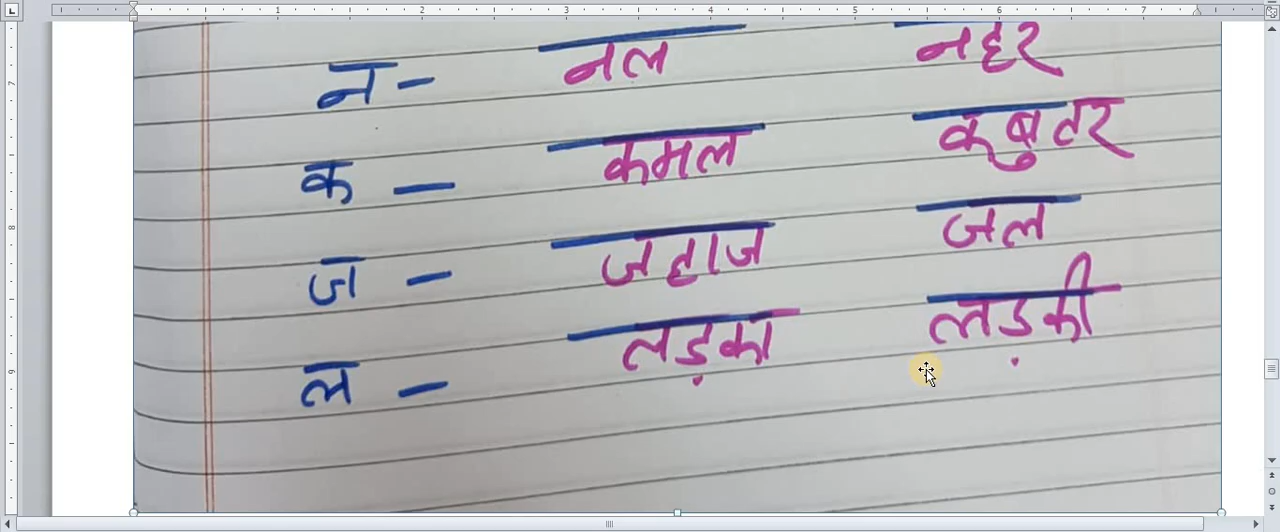 न - नल नहर
क - कमल कबुतर
ज - जहाज जल
ल - लड़का लड़की